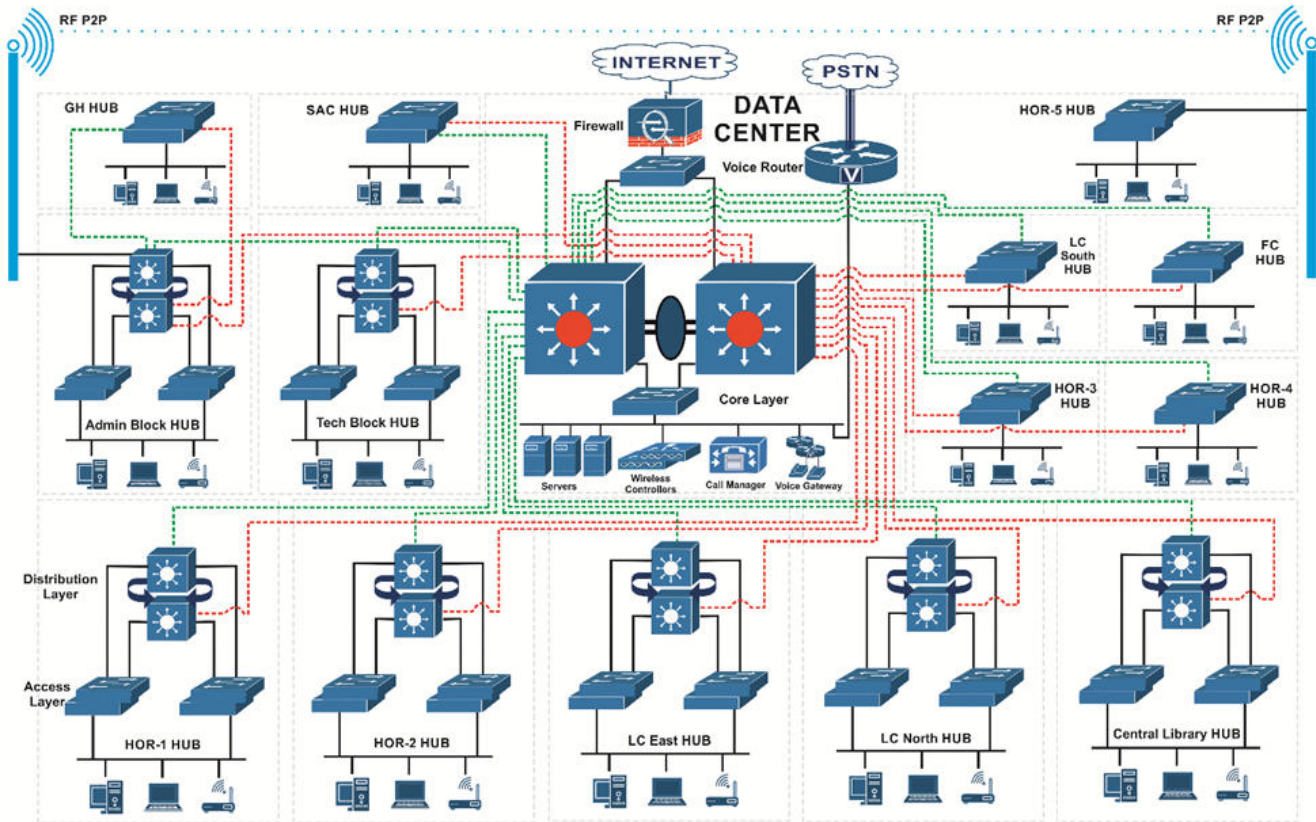 RF P2P
RF P2P
INTERNET
PSTN
GH HUB
SAC HUB
Firewall
DATA
CENTER
Voice Router
V
HOR-5 HUB
LC
South
HUB
FC
HUB
Admin Block HUB
Tech Block HUB
Core Layer
HOR-3
HUB
HOR-4
HUB
Servers
Wireless
Controllers
Call Manager
Voice Gateway
Distribution
Layer
Access
Layer
HOR-1 HUB
HOR-2 HUB
LC East HUB
LC North HUB
Central Library HUB